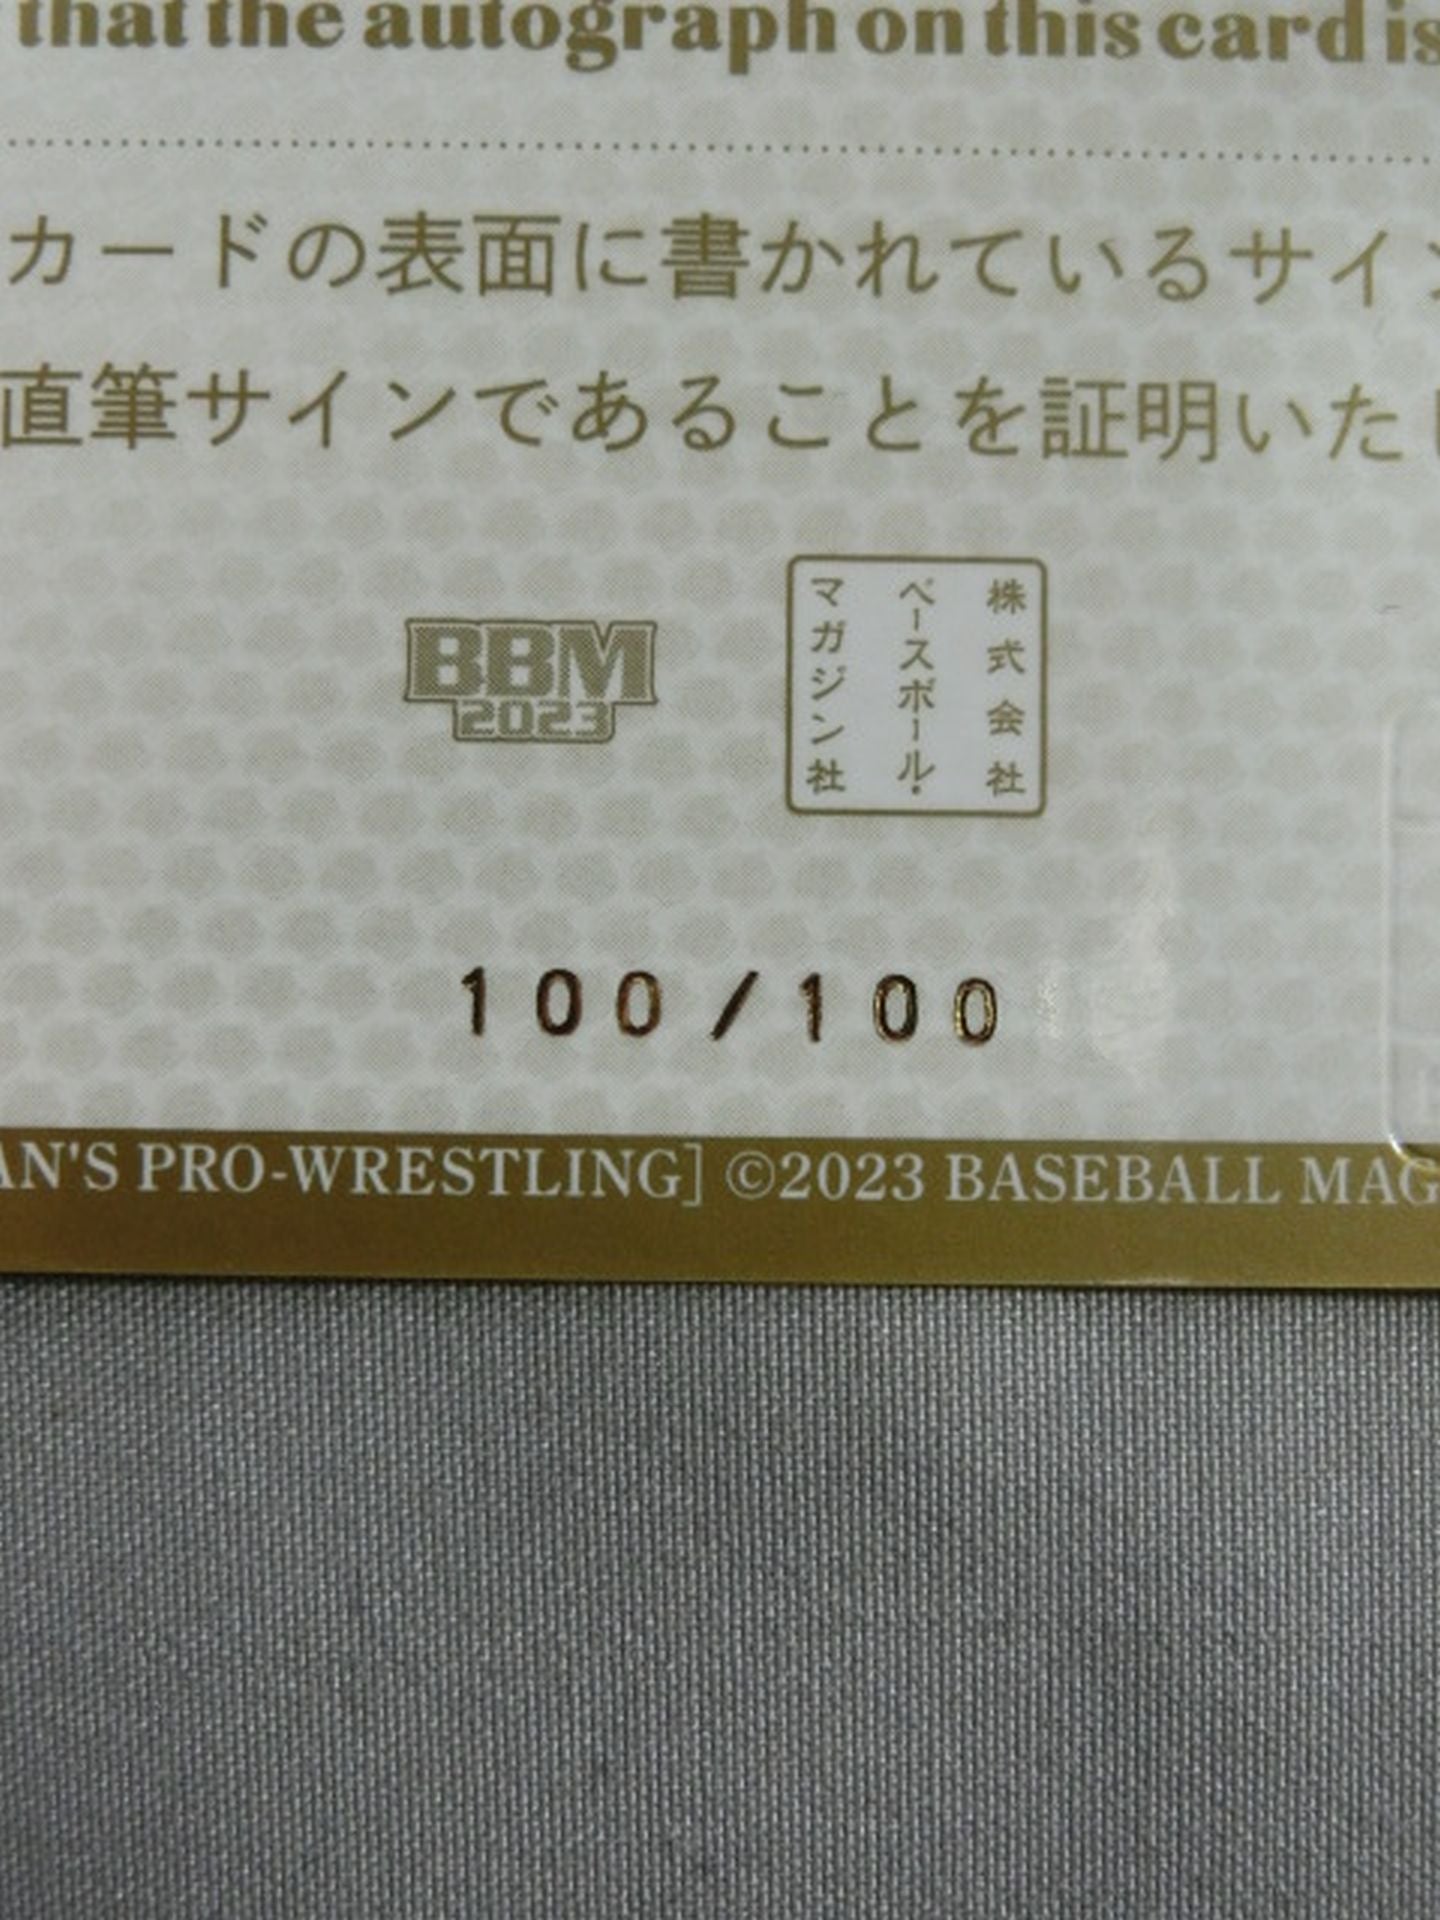 that the autograph on this card is
カードの表面に書かれているサイン
直筆サインであることを証明いたし
BBM
2023
株式会社
ベースボール・
マガジン社
100/100
AN'S PRO-WRESTLING] ©2023 BASEBALL MAG